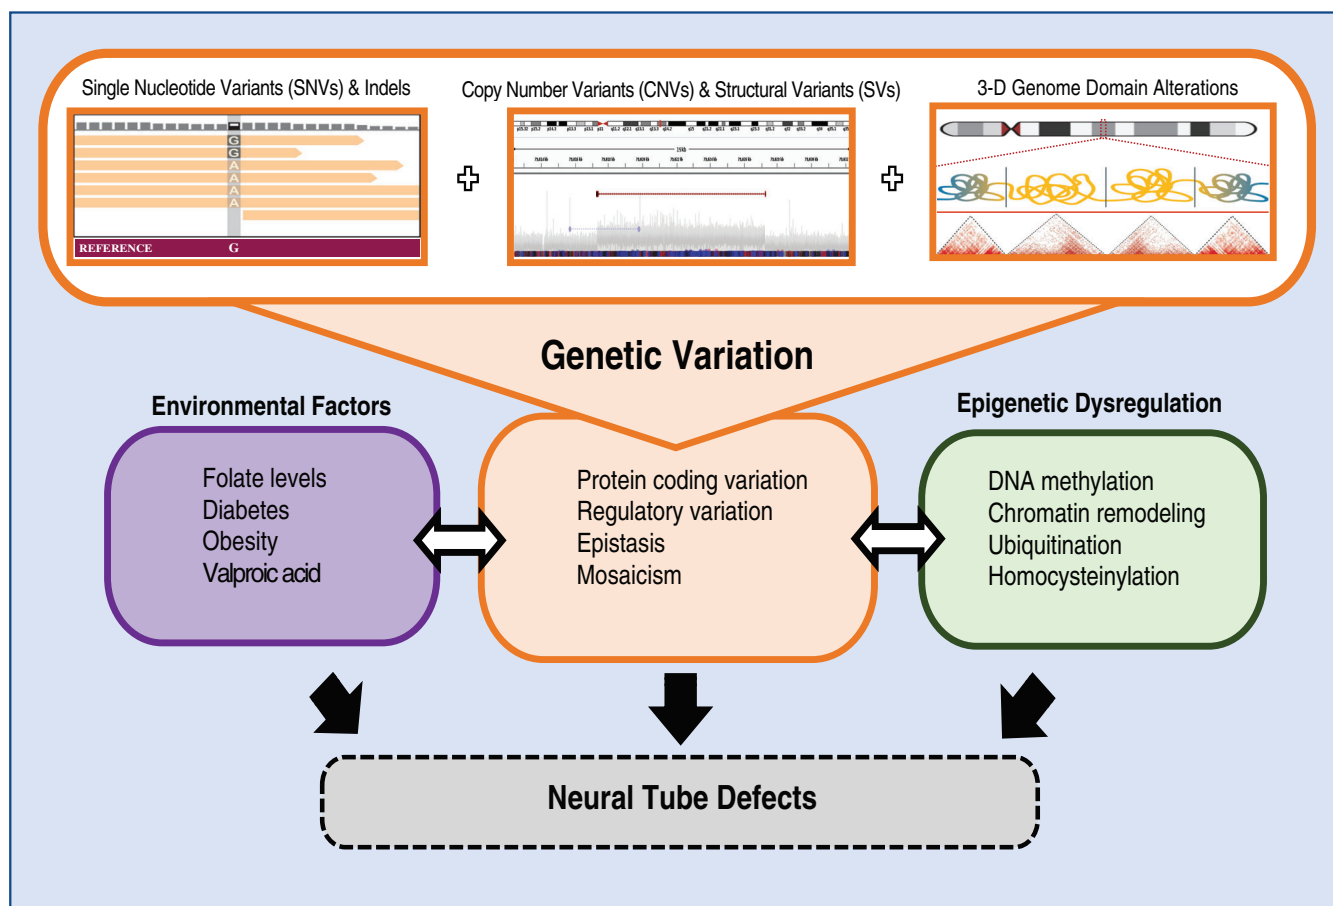 Single Nucleotide Variants (SNVs) & Indels
Copy Number Variants (CNVs) & Structural Variants (SVs)
3-D Genome Domain Alterations
G
G
A
A
A
A
REFERENCE G
Genetic Variation
Environmental Factors
Folate levels
Diabetes
Obesity
Valproic acid
Protein coding variation
Regulatory variation
Epistasis
Mosaicism
Epigenetic Dysregulation
DNA methylation
Chromatin remodeling
Ubiquitination
Homocysteinylation
Neural Tube Defects